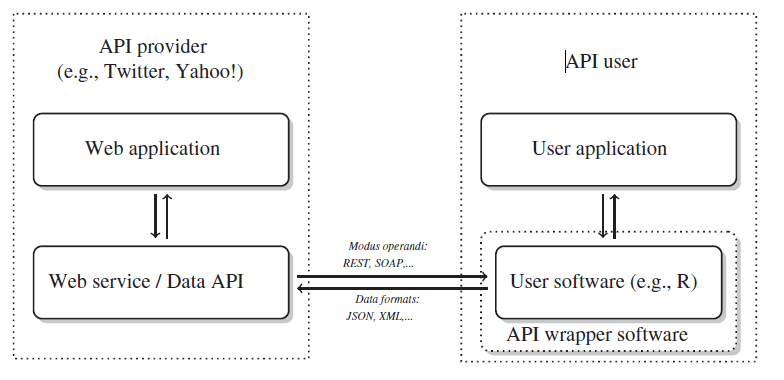 API provider
(e.g., Twitter, Yahoo!)
Web application
Web service / Data API
Modus operandi:
REST, SOAP,...
Data formats:
JSON, XML,...
API user
User application
User software (e.g., R)
API wrapper software